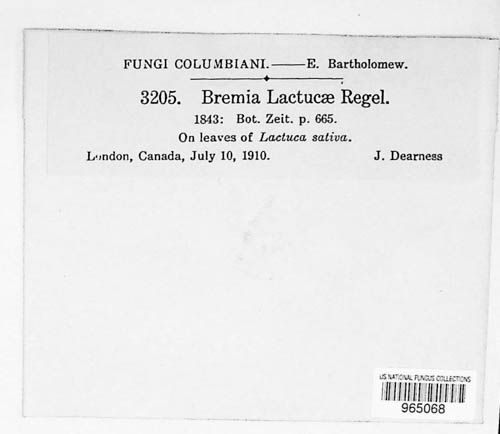 FUNGI COLUMBIANI.——E. Bartholomew.
3205. Bremia Lactucæ Regel.
1843: Bot. Zeit. p. 665.
On leaves of Lactuca sativa.
London, Canada, July 10, 1910. J. Dearness
US NATIONAL FUNGUS COLLECTIONS
965068